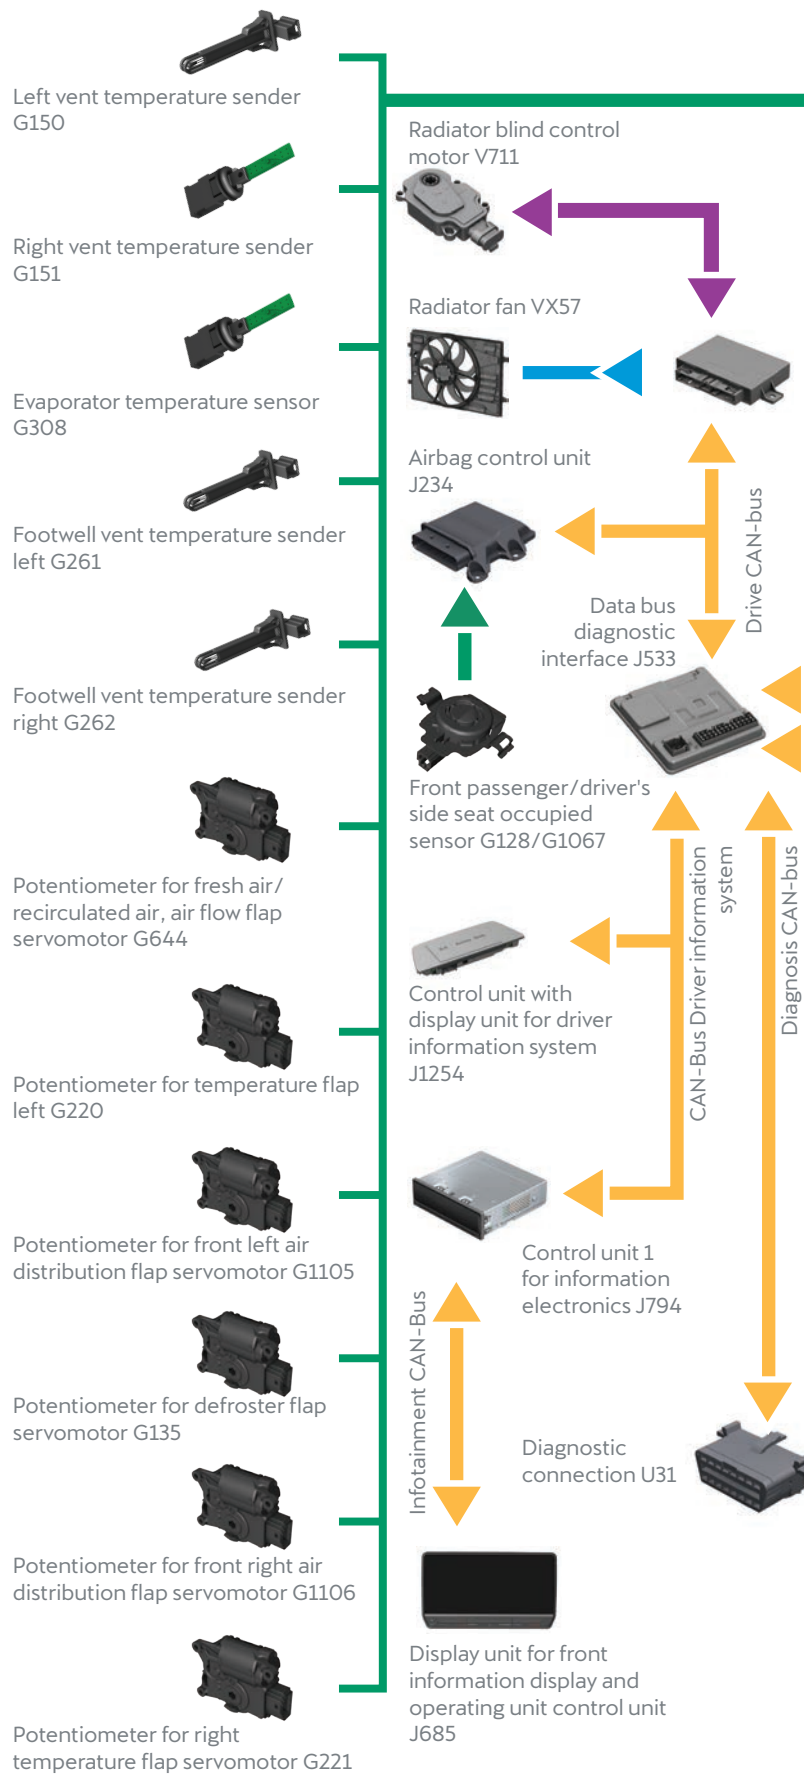 Left vent temperature sender
G150
Right vent temperature sender
G151
Evaporator temperature sensor
G308
Footwell vent temperature sender
left G261
Footwell vent temperature sender
right G262
Potentiometer for fresh air/
recirculated air, air flow flap
servomotor G644
Potentiometer for temperature flap
left G220
Potentiometer for front left air
distribution flap servomotor G1105
Potentiometer for defroster flap
servomotor G135
Potentiometer for front right air
distribution flap servomotor G1106
Potentiometer for right
temperature flap servomotor G221
Radiator blind control
motor V711
Radiator fan VX57
Airbag control unit
J234
Drive CAN-bus
Data bus
diagnostic
interface J533
Front passenger/driver's
side seat occupied
sensor G128/G1067
CAN-Bus Driver information
system
Diagnosis CAN-bus
Control unit with
display unit for driver
information system
J1254
Control unit 1
for information
electronics J794
Infotainment CAN-Bus
Diagnostic
connection U31
Display unit for front
information display and
operating unit control unit
J685